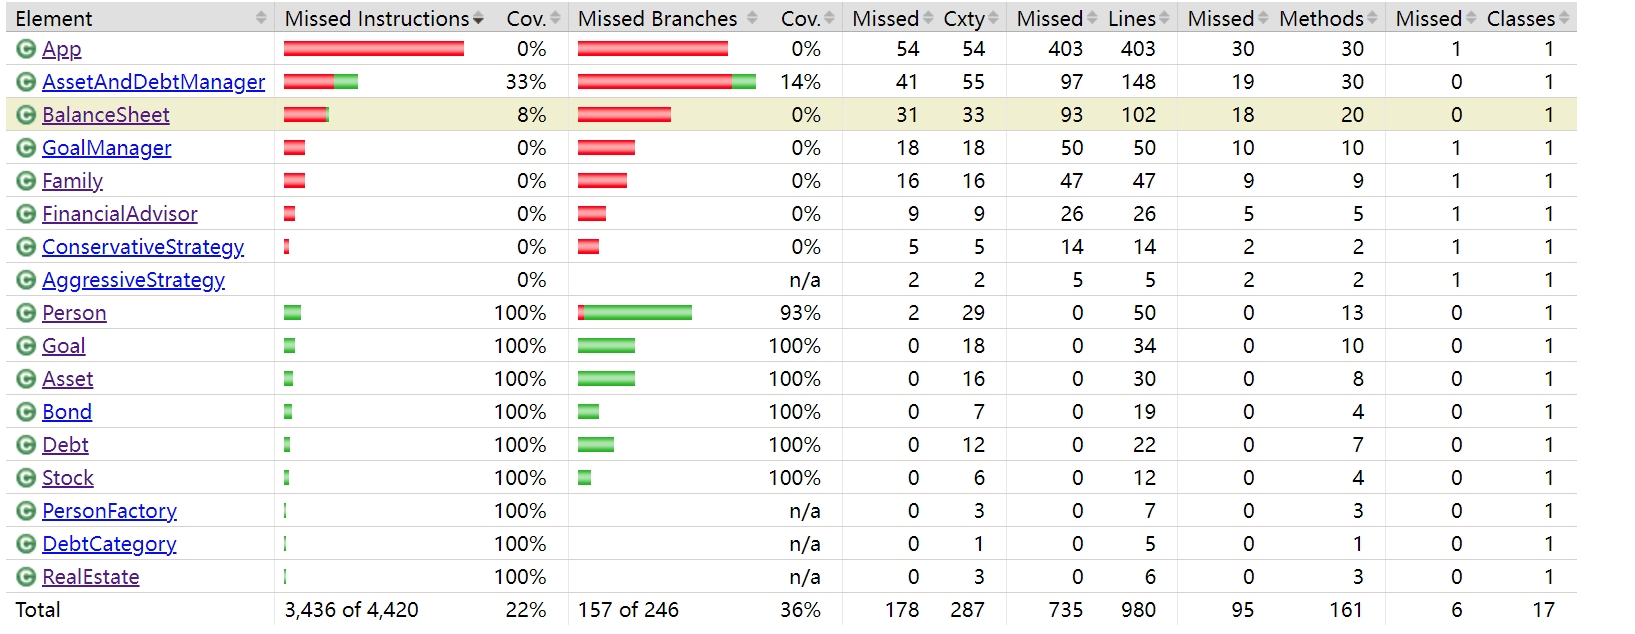 Element Missed Instructions Cov. Missed Branches Cov. Missed Cxty Missed Lines Missed Methods Missed Classes
C App 0% 0% 54 54 403 403 30 30 1 1
C AssetAndDebtManager 33% 14% 41 55 97 148 19 30 0 1
C BalanceSheet 8% 0% 31 33 93 102 18 20 0 1
C GoalManager 0% 0% 18 18 50 50 10 10 1 1
C Family 0% 0% 16 16 47 47 9 9 1 1
C FinancialAdvisor 0% 0% 9 9 26 26 5 5 1 1
C ConservativeStrategy 0% 0% 5 5 14 14 2 2 1 1
C AggressiveStrategy 0% n/a 2 2 5 5 2 2 1 1
C Person 100% 93% 2 29 0 50 0 13 0 1
C Goal 100% 100% 0 18 0 34 0 10 0 1
C Asset 100% 100% 0 16 0 30 0 8 0 1
C Bond 100% 100% 0 7 0 19 0 4 0 1
C Debt 100% 100% 0 12 0 22 0 7 0 1
C Stock 100% 100% 0 6 0 12 0 4 0 1
C PersonFactory 100% n/a 0 3 0 7 0 3 0 1
C DebtCategory 100% n/a 0 1 0 5 0 1 0 1
C RealEstate 100% n/a 0 3 0 6 0 3 0 1
Total 3,436 of 4,420 22% 157 of 246 36% 178 287 735 980 95 161 6 17